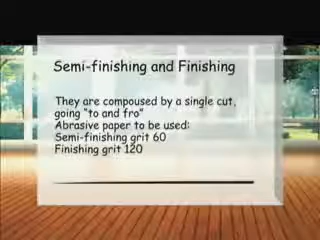 Semi-finishing and Finishing
They are compoused by a single cut,
going "to and fro"
Abrasive paper to be used:
Semi-finishing grit 60
Finishing grit 120